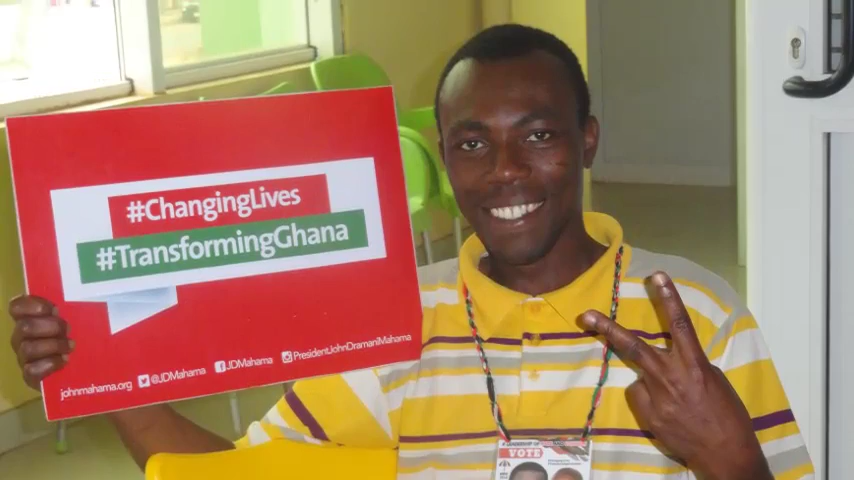 #ChangingLives
#TransformingGhana
johnmahama.org @JDMahama JDMahama PresidentJohnDramaniMahama
VOTE